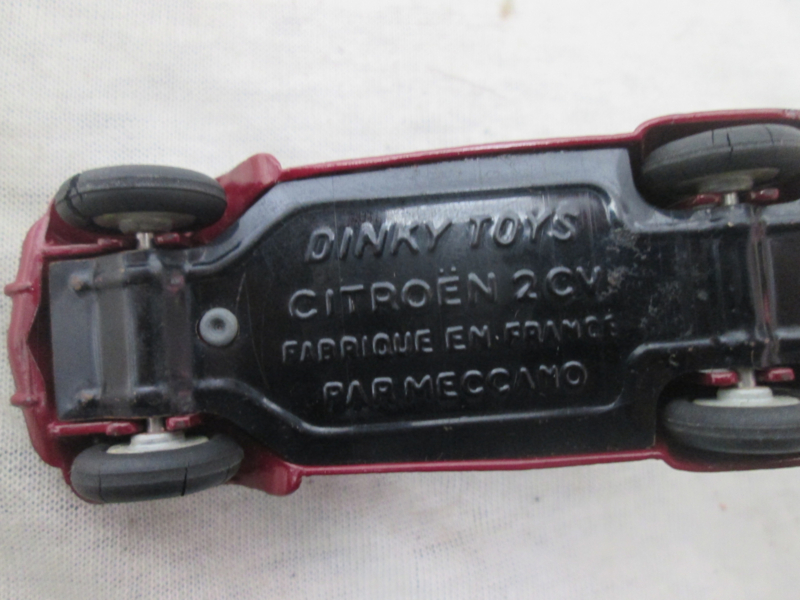 DINKY TOYS
CITROËN 2CV
FABRIQUE EN·FRANCE
PAR MECCANO